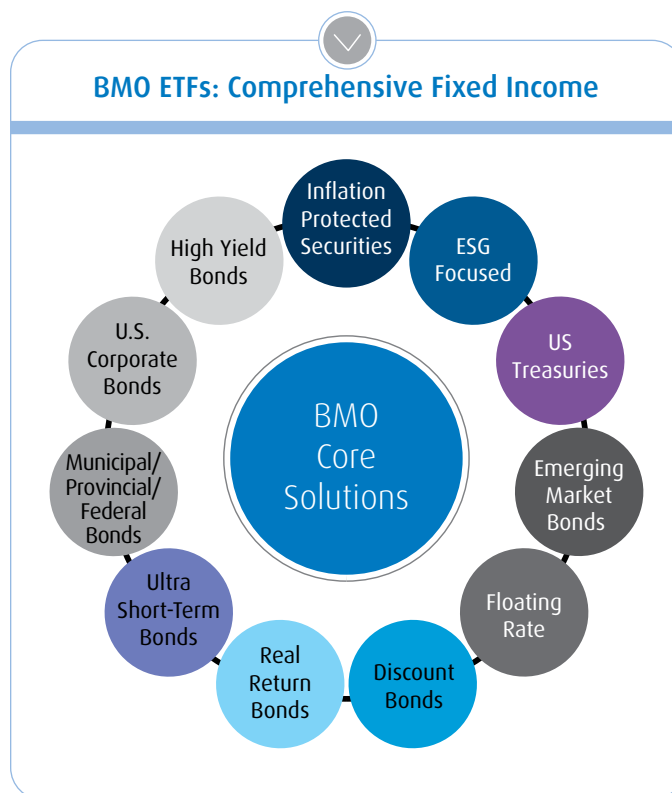 BMO ETFs: Comprehensive Fixed Income
Inflation
Protected
Securities
ESG
Focused
US
Treasuries
Emerging
Market
Bonds
Floating
Rate
Discount
Bonds
Real
Return
Bonds
Ultra
Short-Term
Bonds
Municipal/
Provincial/
Federal
Bonds
U.S.
Corporate
Bonds
High Yield
Bonds
BMO
Core
Solutions